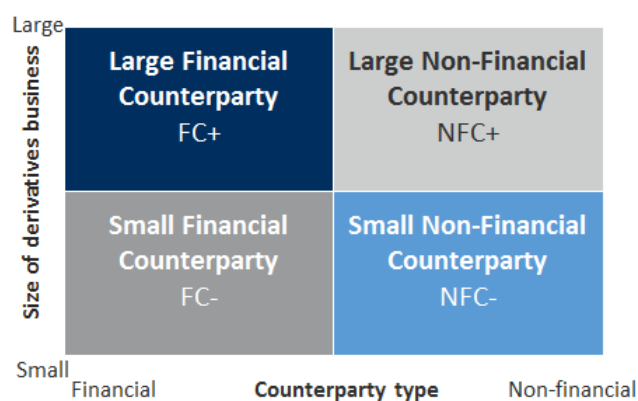 Large
Size of derivatives business
Large Financial
Counterparty
FC+
Large Non-Financial
Counterparty
NFC+
Small Financial
Counterparty
FC-
Small Non-Financial
Counterparty
NFC-
Small
Financial
Counterparty type
Non-financial